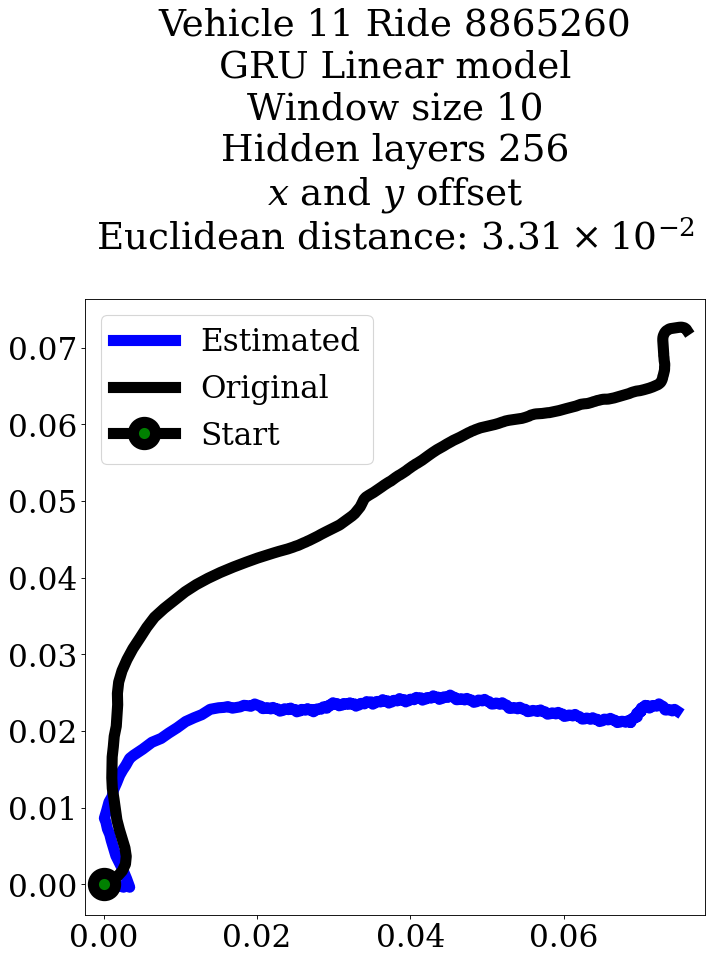 Vehicle 11 Ride 8865260
GRU Linear model
Window size 10
Hidden layers 256
x and y offset
Euclidean distance: 3.31 × 10⁻²
Estimated
Original
Start
0.07
0.06
0.05
0.04
0.03
0.02
0.01
0.00
0.00 0.02 0.04 0.06